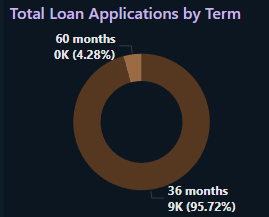 Total Loan Applications by Term
60 months
0K (4.28%)
36 months
9K (95.72%)